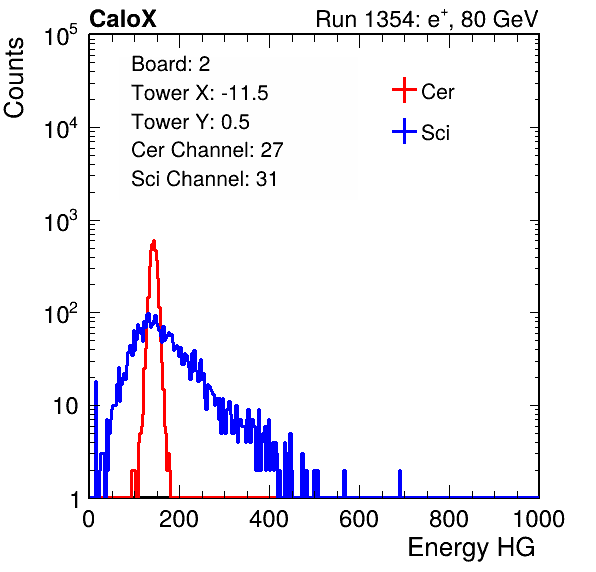 CaloX Run 1354: e⁺, 80 GeV
Counts
10⁵
10⁴
10³
10²
10
1
Board: 2
Tower X: -11.5
Tower Y: 0.5
Cer Channel: 27
Sci Channel: 31
Cer
Sci
0 200 400 600 800 1000
Energy HG